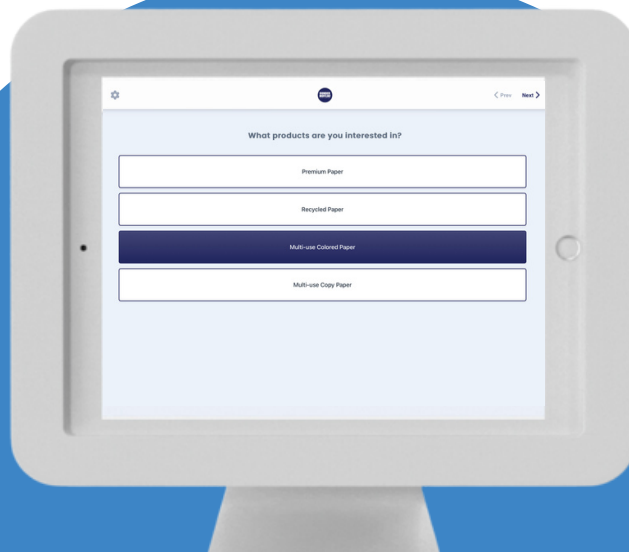 Prev Next
What products are you interested in?
Premium Paper
Recycled Paper
Multi-use Colored Paper
Multi-use Copy Paper